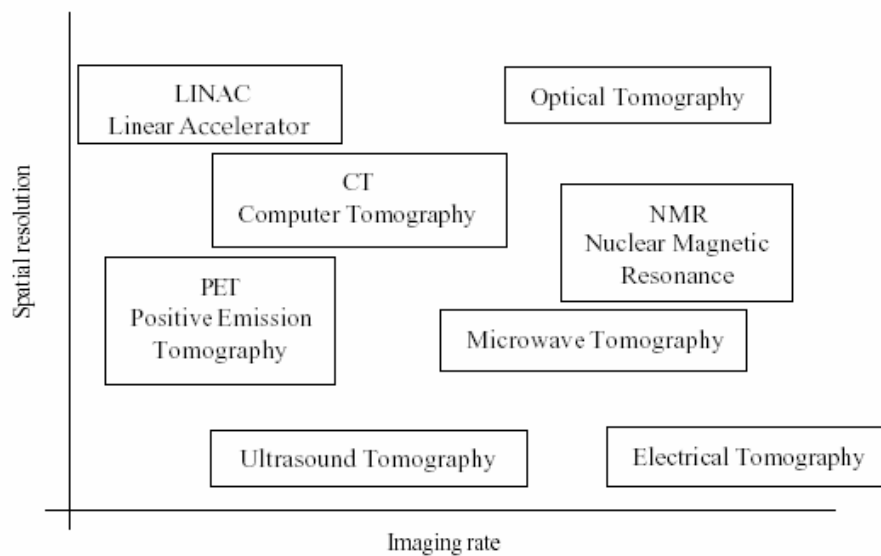 LINAC
Linear Accelerator
Optical Tomography
CT
Computer Tomography
NMR
Nuclear Magnetic
Resonance
PET
Positive Emission
Tomography
Microwave Tomography
Ultrasound Tomography
Electrical Tomography
Spatial resolution
Imaging rate